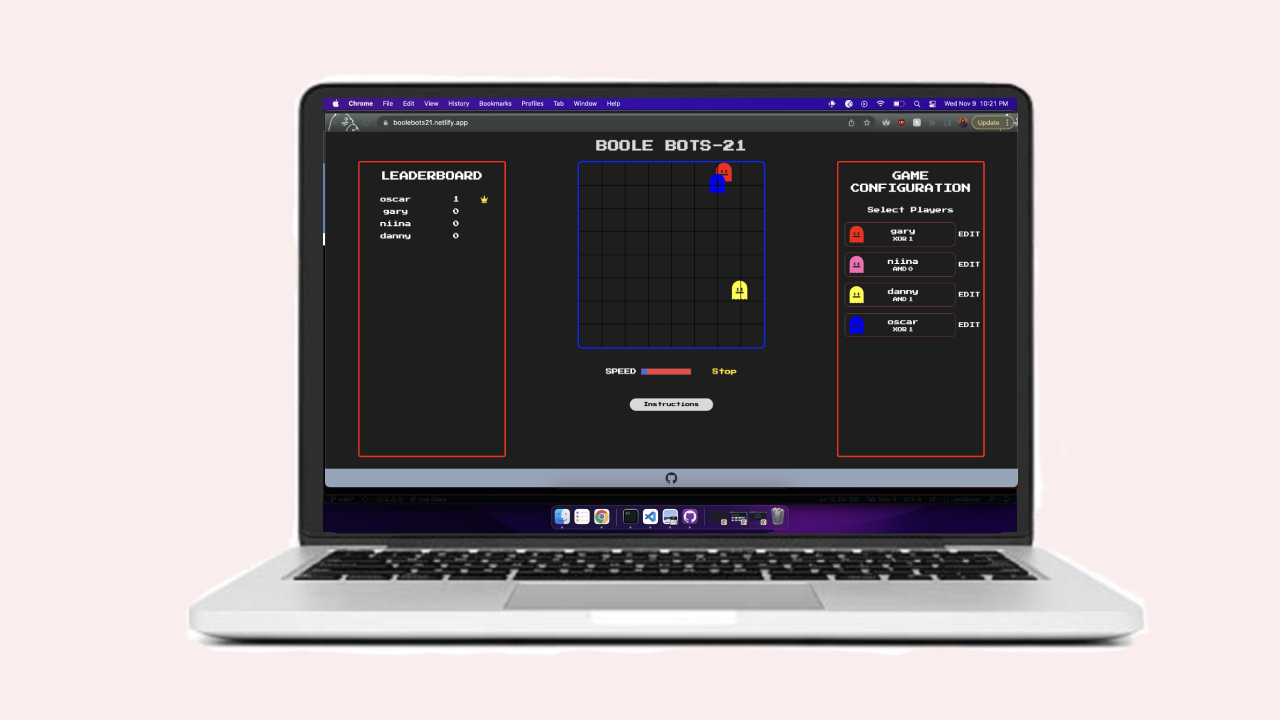 Chrome File Edit View History Bookmarks Profiles Tab Window Help Wed Nov 9 10:21 PM
boolebots21.netlify.app Update
BOOLE BOTS-21
LEADERBOARD
oscar 1
gary 0
niina 0
danny 0
SPEED Stop
Instructions
GAME
CONFIGURATION
Select Players
gary EDIT
XOR 1
niina EDIT
AND 0
danny EDIT
AND 1
oscar EDIT
XOR 1
Live Share